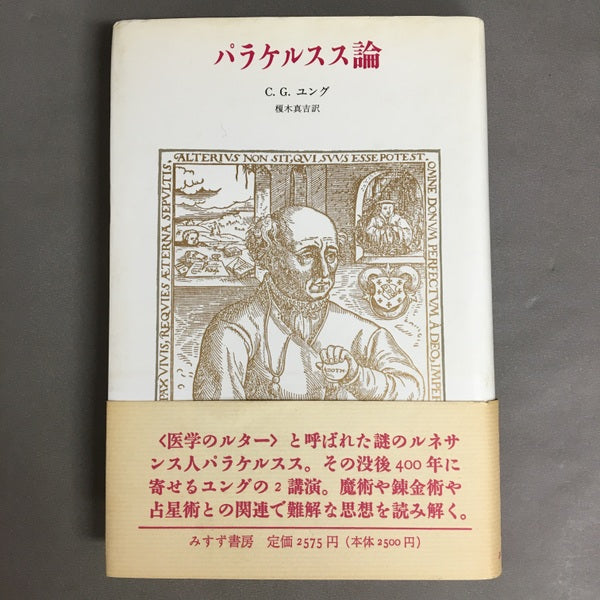 パラケルスス論
C. G. ユング
榎木真吉訳
ALTERIVS NON SIT, QVI SVVS ESSE POTEST.
OMNE DONVM PERFECTVM A DEO, IMPER
PAX VIVIS, REQVIES ÆTERNA SEPVLTIS.
AZOTH
〈医学のルター〉と呼ばれた謎のルネサ
ンス人パラケルスス。その没後400年に
寄せるユングの2講演。魔術や錬金術や
占星術との関連で難解な思想を読み解く。
みすず書房 定価2575円(本体2500円)